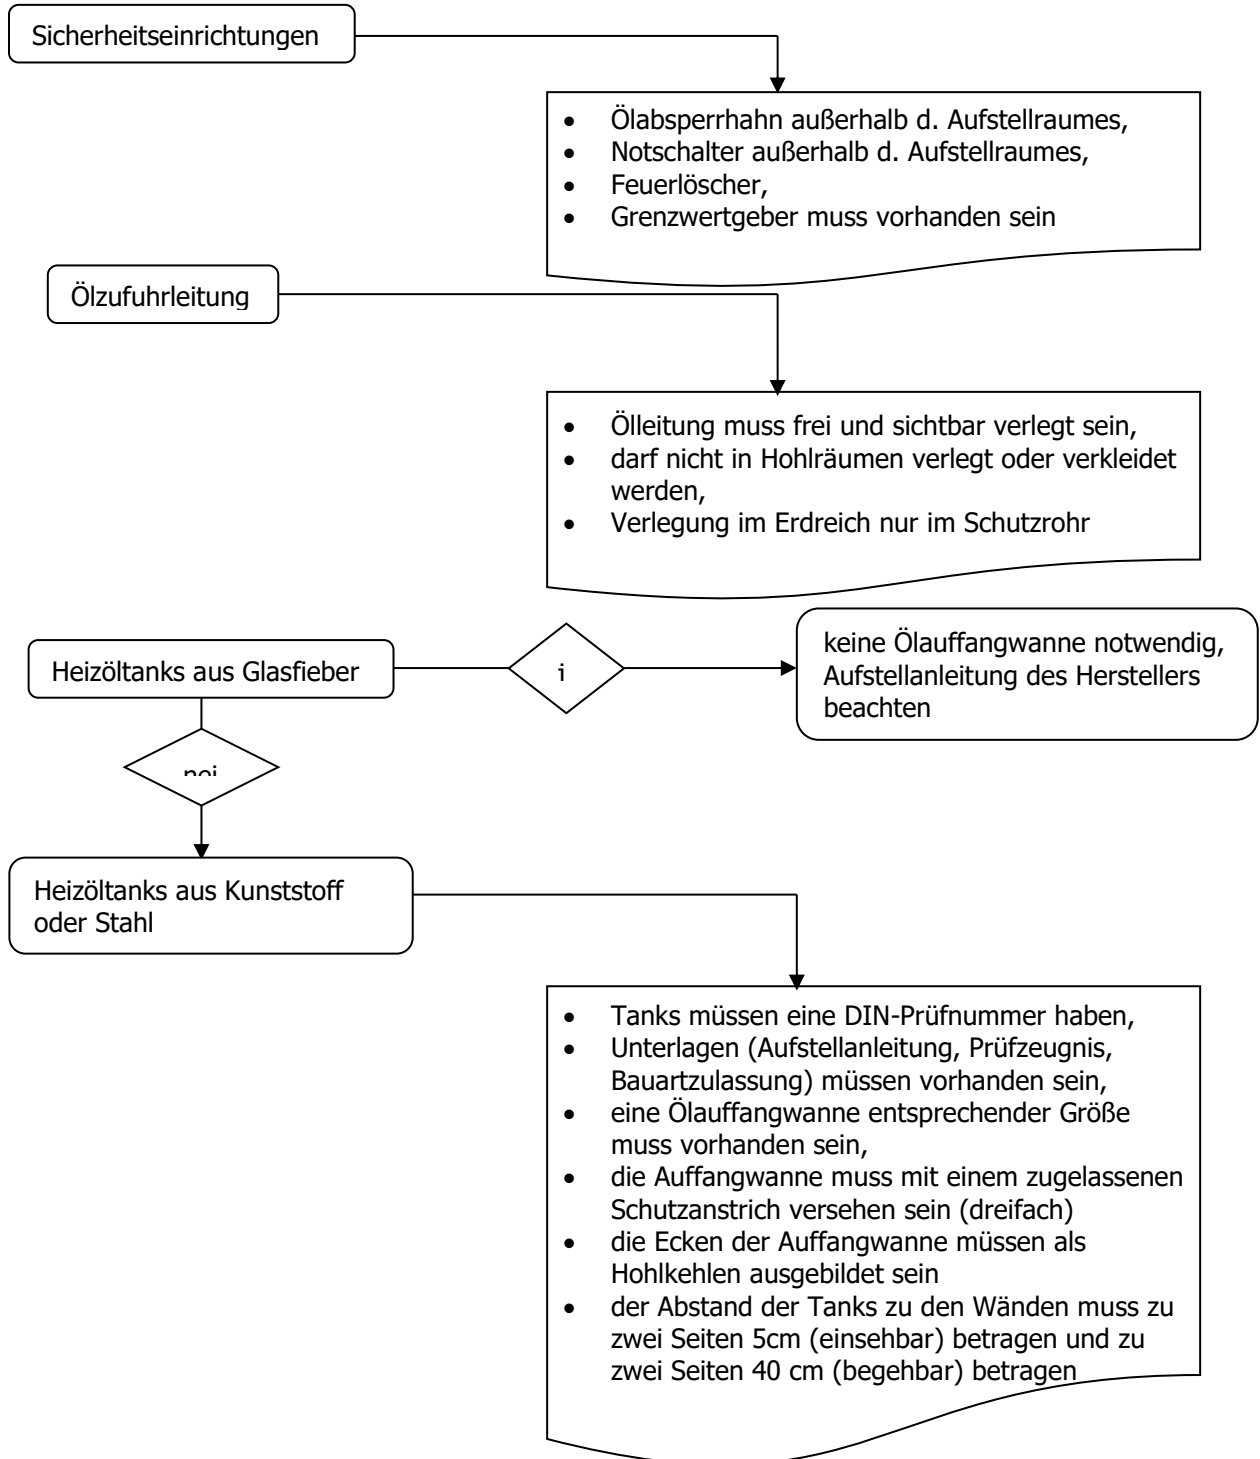 Sicherheitseinrichtungen
• Ölabsperrhahn außerhalb d. Aufstellraumes,
• Notschalter außerhalb d. Aufstellraumes,
• Feuerlöscher,
• Grenzwertgeber muss vorhanden sein
Ölzufuhrleitung
• Ölleitung muss frei und sichtbar verlegt sein,
• darf nicht in Hohlräumen verlegt oder verkleidet
werden,
• Verlegung im Erdreich nur im Schutzrohr
Heizöltanks aus Glasfieber
keine Ölauffangwanne notwendig,
Aufstellanleitung des Herstellers
beachten
nei
Heizöltanks aus Kunststoff
oder Stahl
• Tanks müssen eine DIN-Prüfnummer haben,
• Unterlagen (Aufstellanleitung, Prüfzeugnis,
Bauartzulassung) müssen vorhanden sein,
• eine Ölauffangwanne entsprechender Größe
muss vorhanden sein,
• die Auffangwanne muss mit einem zugelassenen
Schutzanstrich versehen sein (dreifach)
• die Ecken der Auffangwanne müssen als
Hohlkehlen ausgebildet sein
• der Abstand der Tanks zu den Wänden muss zu
zwei Seiten 5cm (einsehbar) betragen und zu
zwei Seiten 40 cm (begehbar) betragen